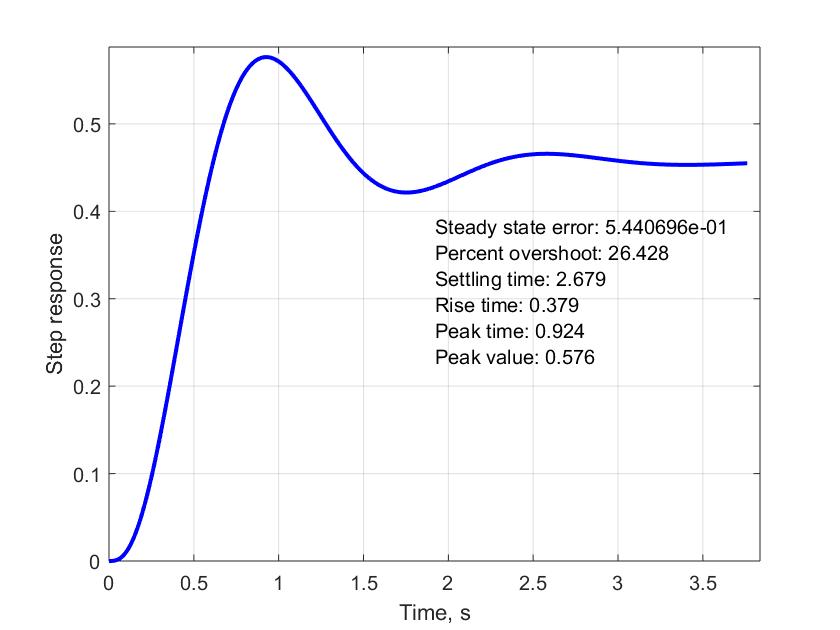 0.5
0.4
0.3
0.2
0.1
0
Step response
Steady state error: 5.440696e-01
Percent overshoot: 26.428
Settling time: 2.679
Rise time: 0.379
Peak time: 0.924
Peak value: 0.576
0 0.5 1 1.5 2 2.5 3 3.5
Time, s